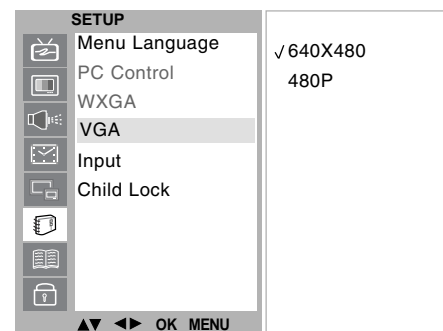 SETUP
Menu Language
PC Control
WXGA
VGA
Input
Child Lock
▲▼ ◄► OK MENU
√ 640X480
480P